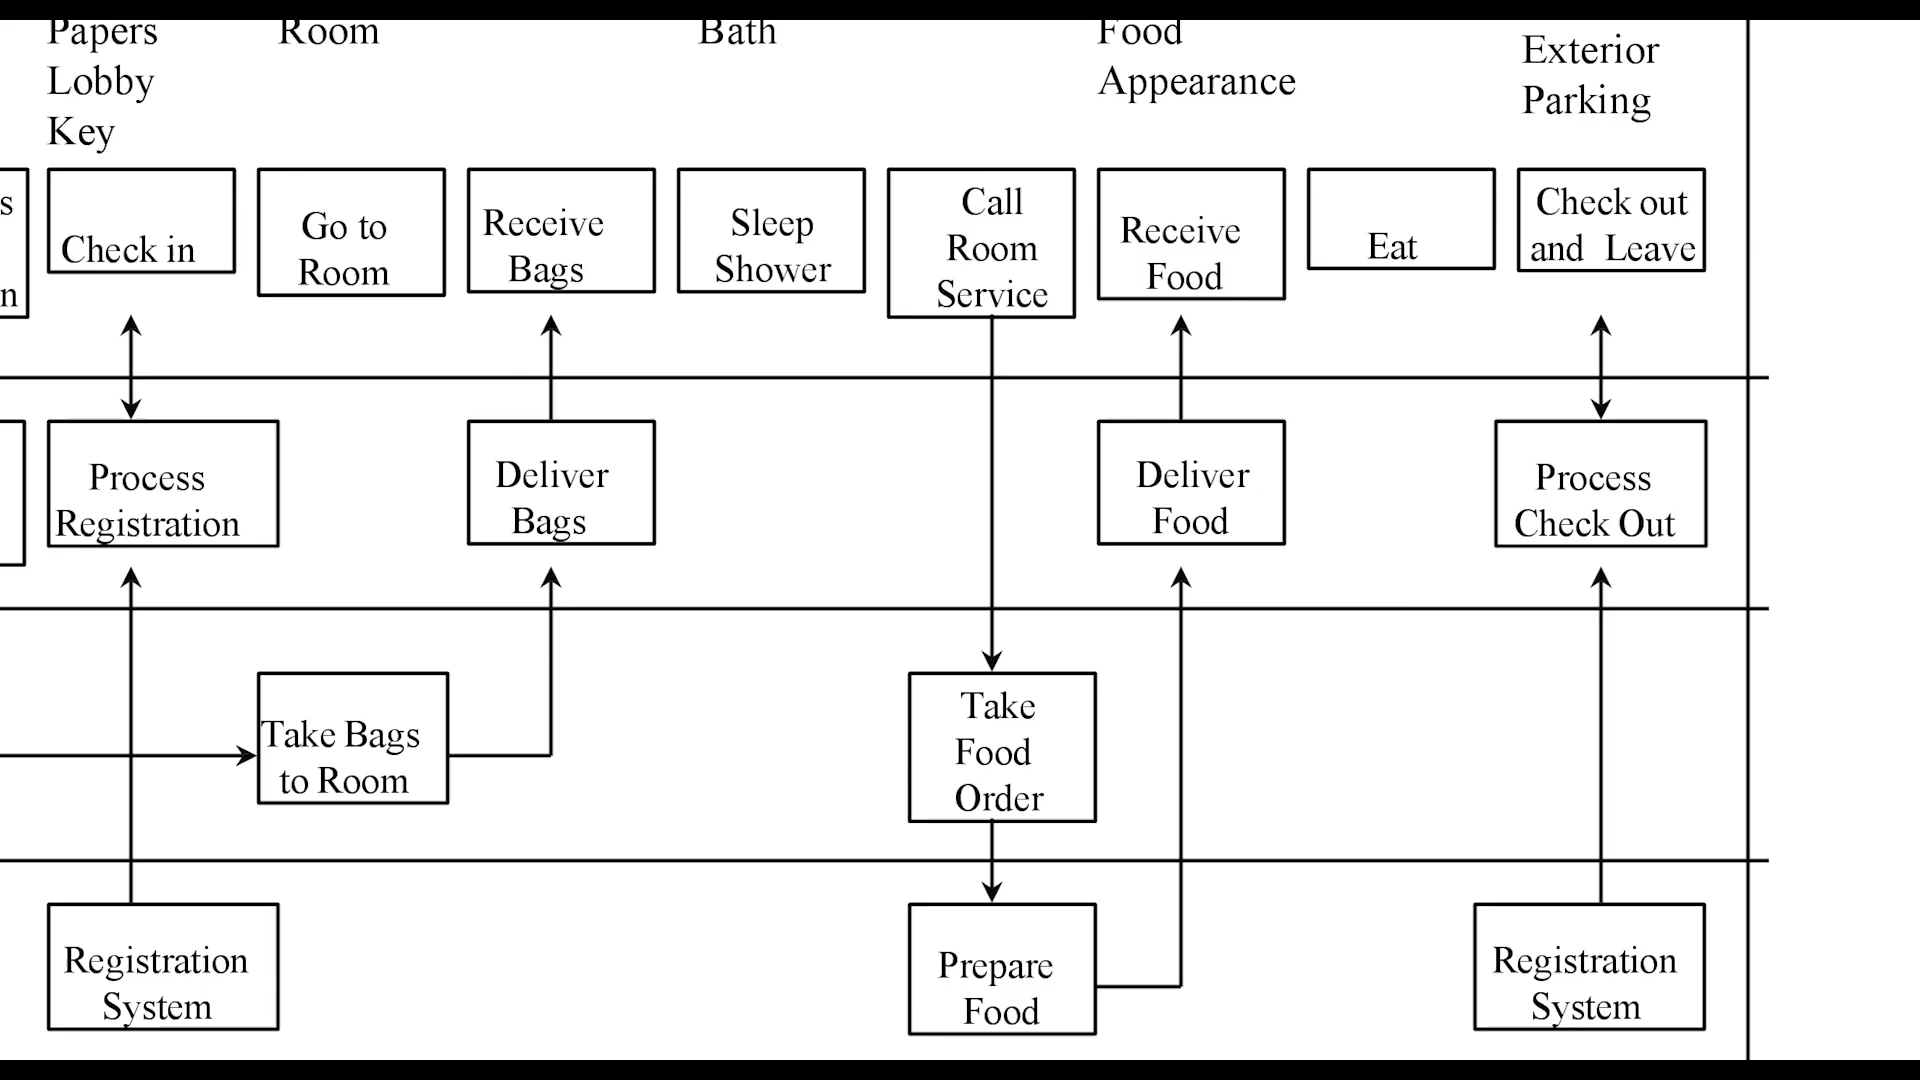 Papers
Lobby
Key
Room
Bath
Food
Appearance
Exterior
Parking
s
n
Check in
Go to
Room
Receive
Bags
Sleep
Shower
Call
Room
Service
Receive
Food
Eat
Check out
and Leave
Process
Registration
Deliver
Bags
Deliver
Food
Process
Check Out
Take Bags
to Room
Take
Food
Order
Registration
System
Prepare
Food
Registration
System